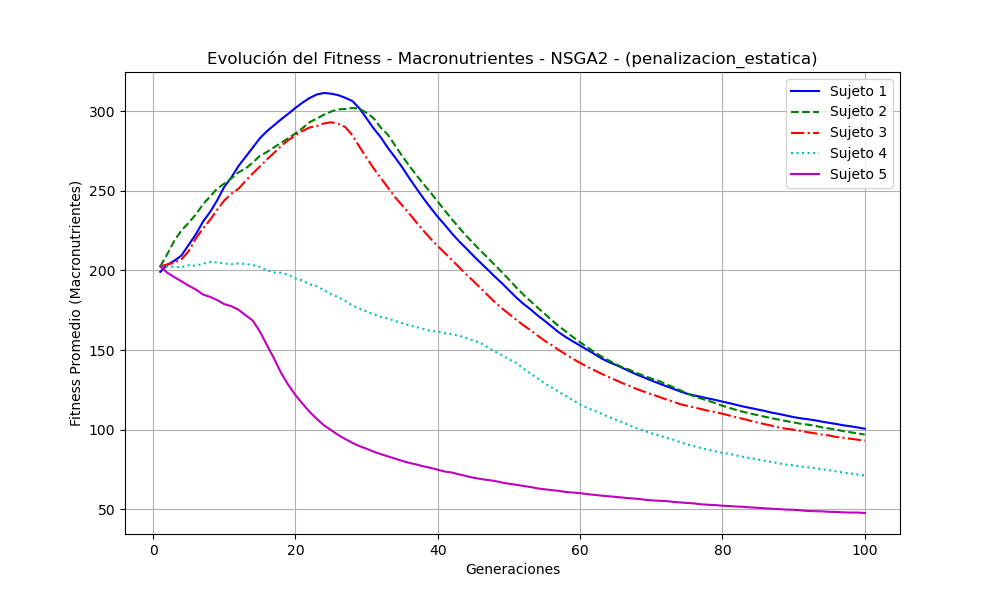 Evolución del Fitness - Macronutrientes - NSGA2 - (penalizacion_estatica)
Sujeto 1
Sujeto 2
Sujeto 3
Sujeto 4
Sujeto 5
Fitness Promedio (Macronutrientes)
300
250
200
150
100
50
0 20 40 60 80 100
Generaciones